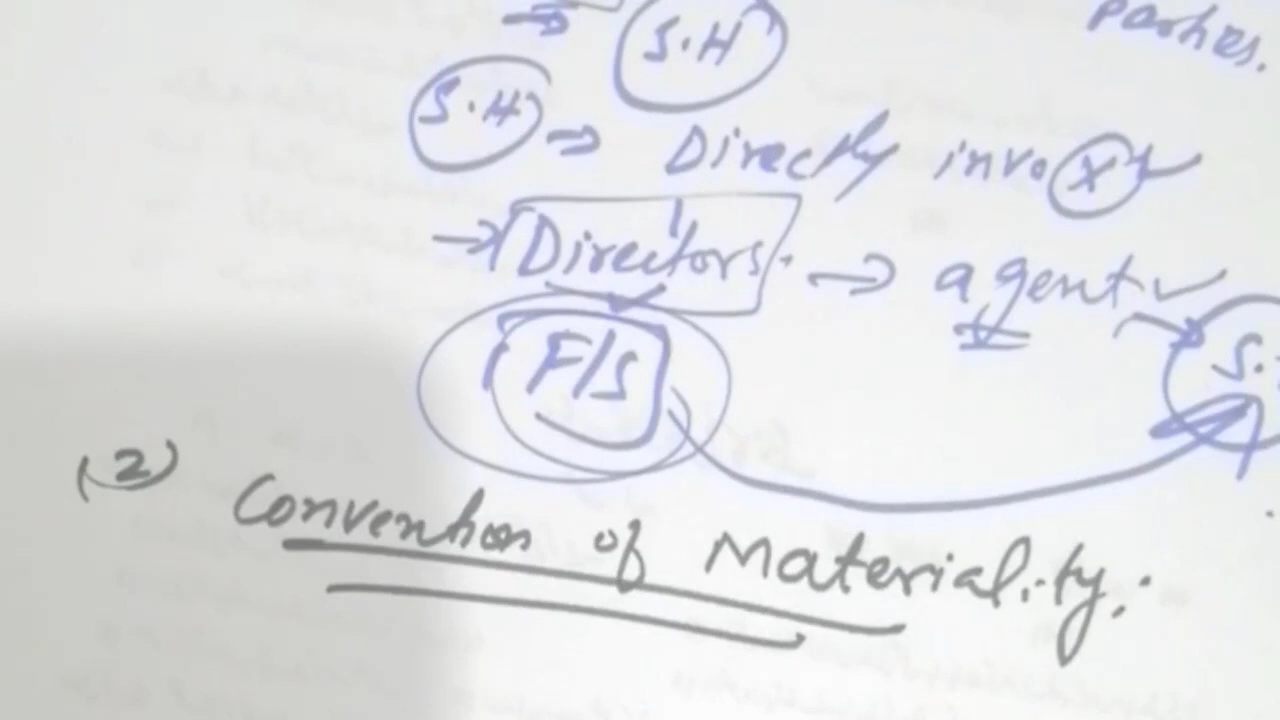 Parties.
→ S.H
S.H ⇒ Directly invo X
→ Directors. → agent → S.
F/S
(2) Convention of Materiality: